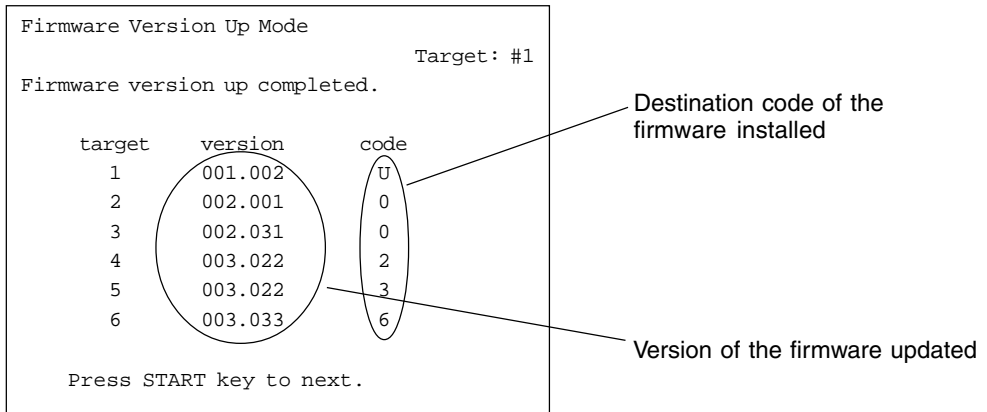 Firmware Version Up Mode
Target: #1
Firmware version up completed.
target version code
1 001.002 U
2 002.001 0
3 002.031 0
4 003.022 2
5 003.022 3
6 003.033 6
Press START key to next.
Destination code of the
firmware installed
Version of the firmware updated